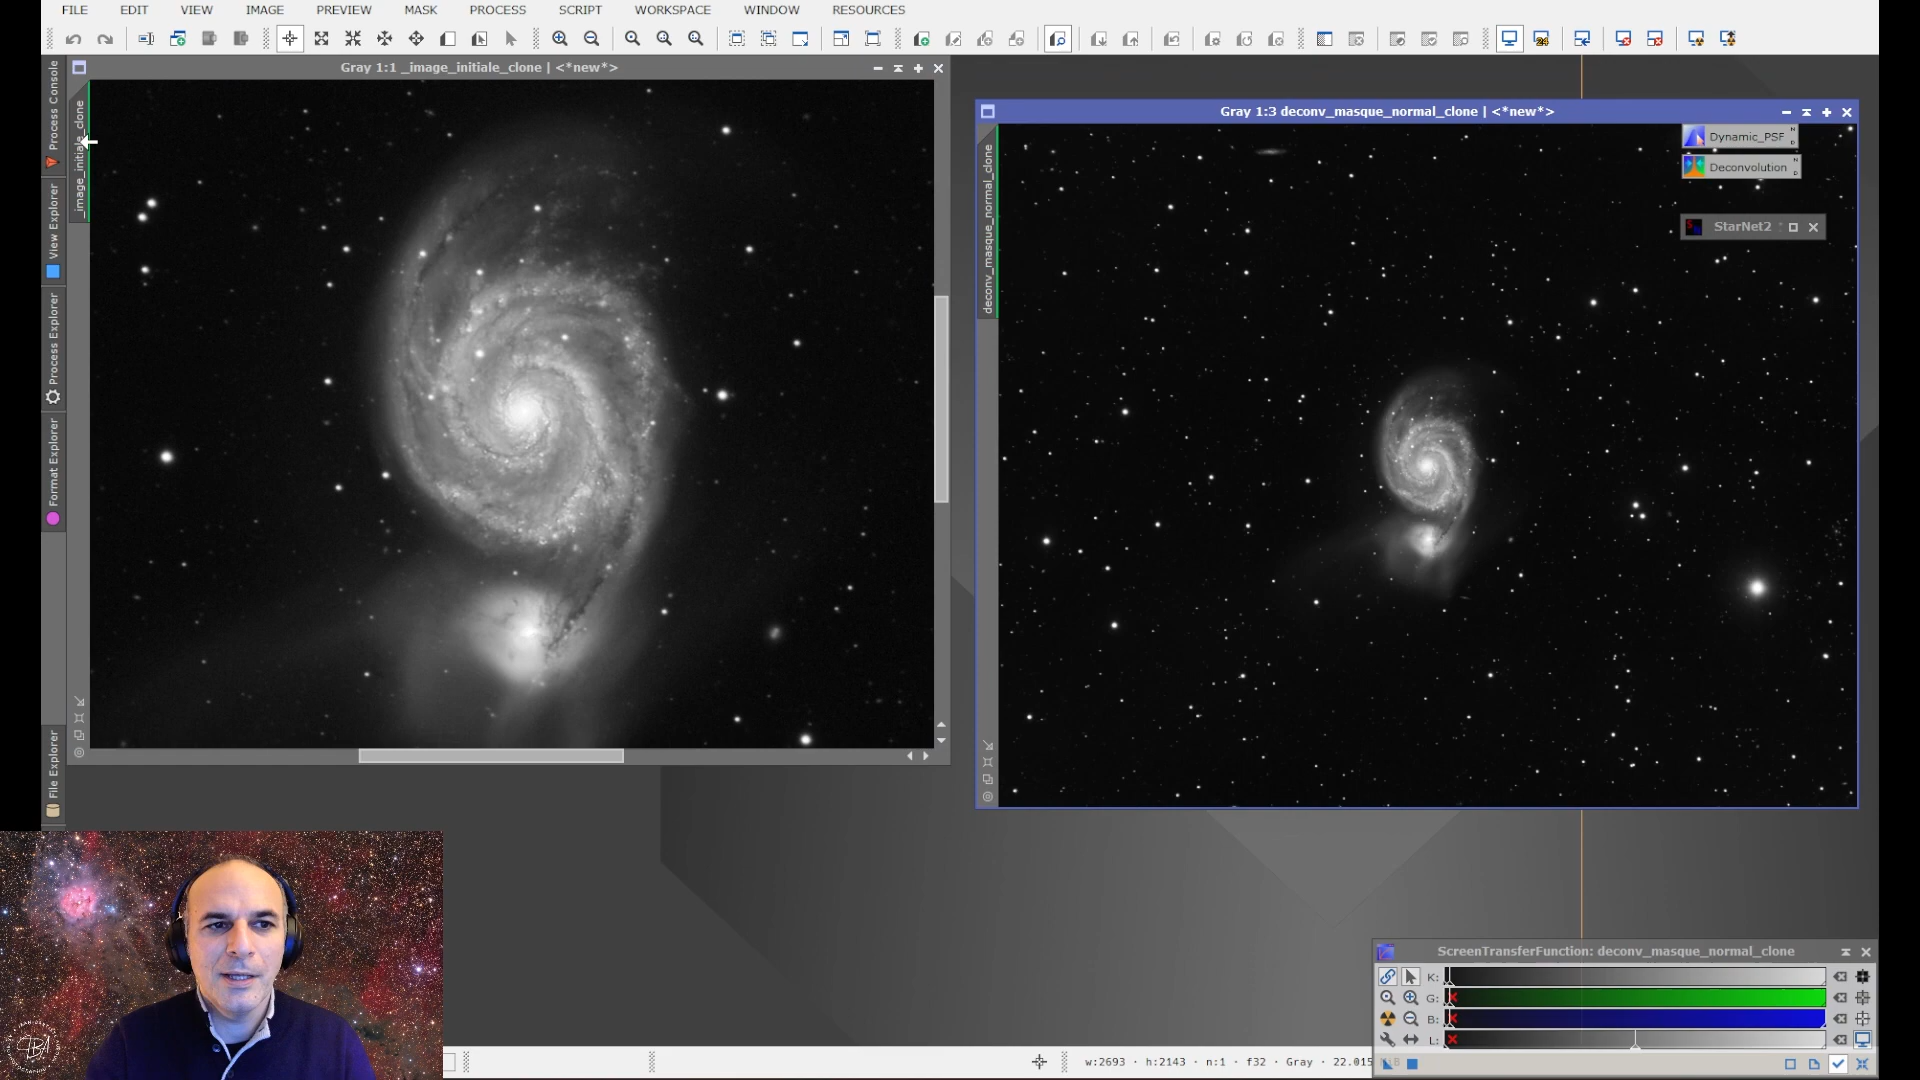 FILE EDIT VIEW IMAGE PREVIEW MASK PROCESS SCRIPT WORKSPACE WINDOW RESOURCES
24
Gray 1:1 _image_initiale_clone | <*new*>
Gray 1:3 deconv_masque_normal_clone | <*new*>
Process Console
View Explorer
Process Explorer
Format Explorer
File Explorer
_image_initiale_clone
deconv_masque_normal_clone
Dynamic_PSF
N
D
Deconvolution
N
D
StarNet2
ScreenTransferFunction: deconv_masque_normal_clone
K:
G:
B:
L:
w:2693 · h:2143 · n:1 · f32 · Gray · 22.015